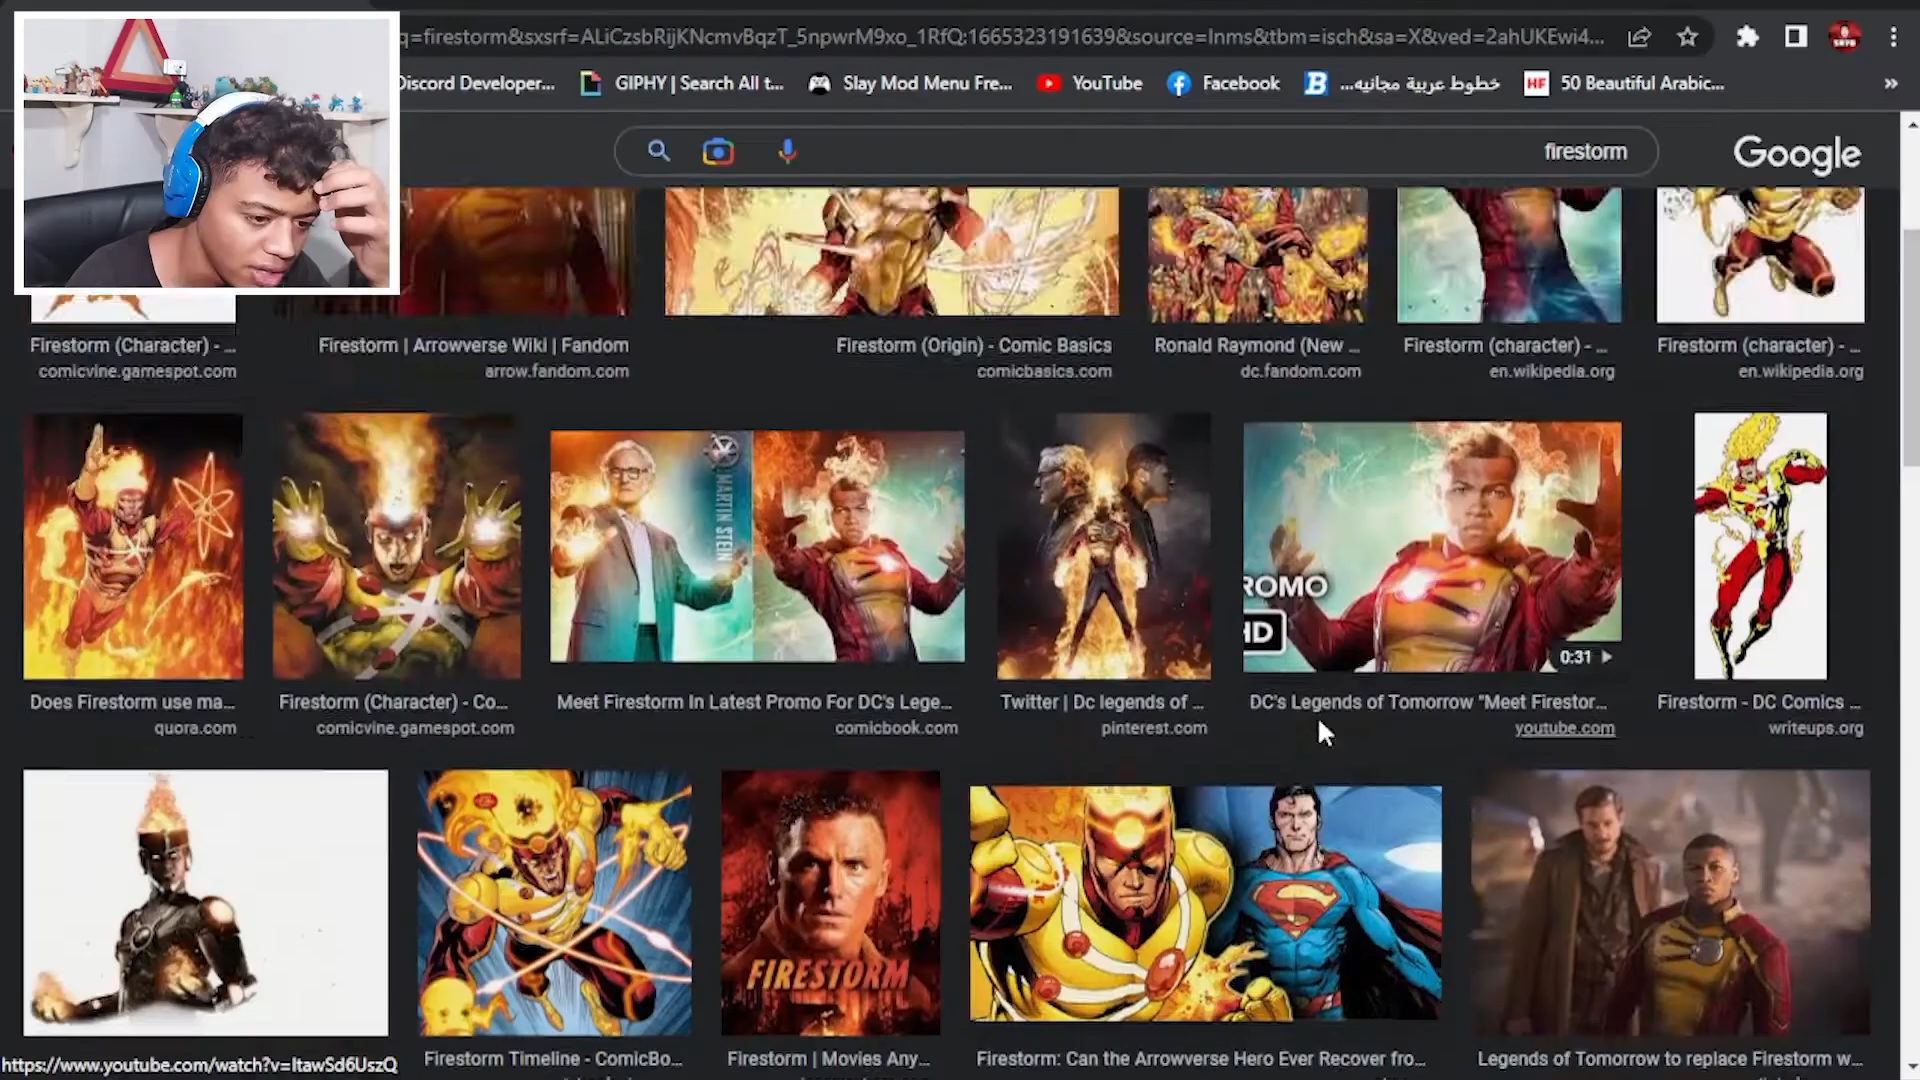 q=firestorm&sxsrf=ALiCzsbRijKNcmvBqzT_5npwrM9xo_1RfQ:1665323191639&source=lnms&tbm=isch&sa=X&ved=2ahUKEwi4...
Discord Developer...
GIPHY | Search All t...
Slay Mod Menu Fre...
YouTube
Facebook
خطوط عربية مجانيه...
HF
50 Beautiful Arabic...
firestorm
Google
Firestorm (Character) - ...
comicvine.gamespot.com
Firestorm | Arrowverse Wiki | Fandom
arrow.fandom.com
Firestorm (Origin) - Comic Basics
comicbasics.com
Ronald Raymond (New ...
dc.fandom.com
Firestorm (character) - ...
en.wikipedia.org
Firestorm (character) - ...
en.wikipedia.org
MARTIN STEIN
ROMO
HD
0:31
Does Firestorm use ma...
quora.com
Firestorm (Character) - Co...
comicvine.gamespot.com
Meet Firestorm In Latest Promo For DC's Lege...
comicbook.com
Twitter | Dc legends of ...
pinterest.com
DC's Legends of Tomorrow "Meet Firestor...
youtube.com
Firestorm - DC Comics ...
writeups.org
FIRESTORM
https://www.youtube.com/watch?v=ItawSd6UszQ
Firestorm Timeline - ComicBo...
Firestorm | Movies Any...
Firestorm: Can the Arrowverse Hero Ever Recover fro...
Legends of Tomorrow to replace Firestorm w...